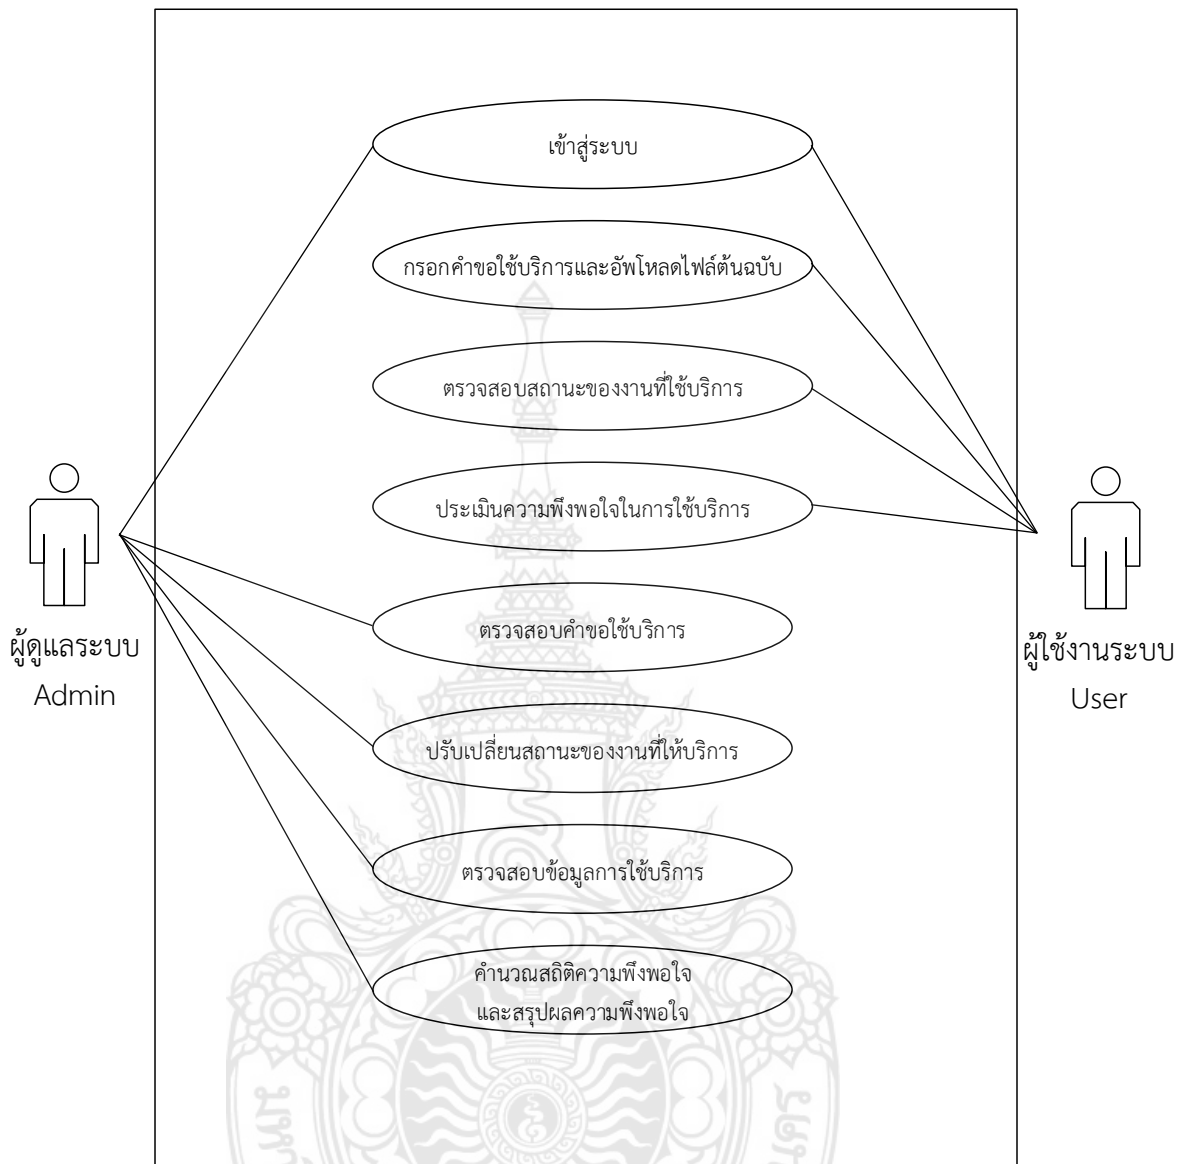 เข้าสู่ระบบ
กรอกคำขอใช้บริการและอัพโหลดไฟล์ต้นฉบับ
ตรวจสอบสถานะของงานที่ใช้บริการ
ประเมินความพึงพอใจในการใช้บริการ
ตรวจสอบคำขอใช้บริการ
ผู้ดูแลระบบ
Admin
ผู้ใช้งานระบบ
User
ปรับเปลี่ยนสถานะของงานที่ให้บริการ
ตรวจสอบข้อมูลการใช้บริการ
คำนวณสถิติความพึงพอใจ
และสรุปผลความพึงพอใจ